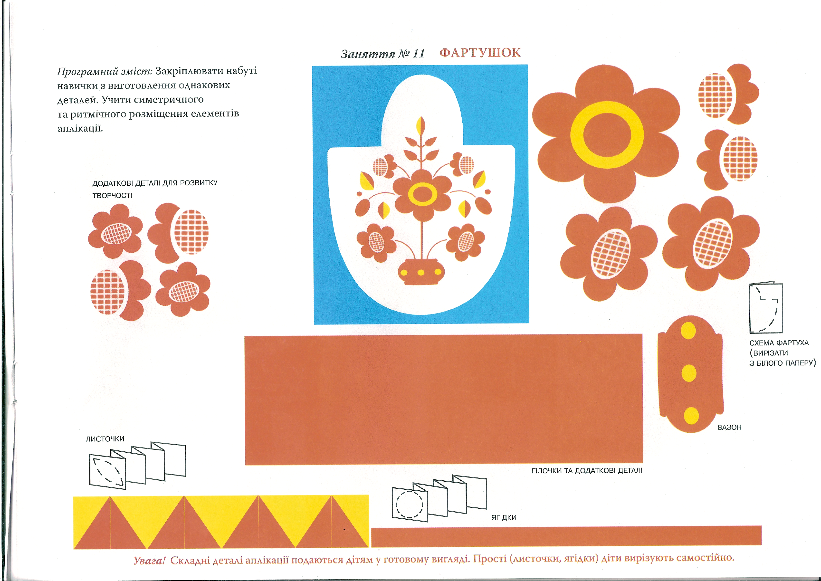 Заняття № 11 ФАРТУШОК
Програмний зміст: Закріплювати набуті
навички з виготовлення однакових
деталей. Учити симетричного
та ритмічного розміщення елементів
аплікації.
ДОДАТКОВІ ДЕТАЛІ ДЛЯ РОЗВИТКУ
ТВОРЧОСТІ
СХЕМА ФАРТУХА
(ВИРІЗАТИ
З БІЛОГО ПАПЕРУ)
ВАЗОН
ЛИСТОЧКИ
ГІЛОЧКИ ТА ДОДАТКОВІ ДЕТАЛІ
ЯГІДКИ
Увага! Складні деталі аплікації подаються дітям у готовому вигляді. Прості (листочки, ягідки) діти вирізують самостійно.